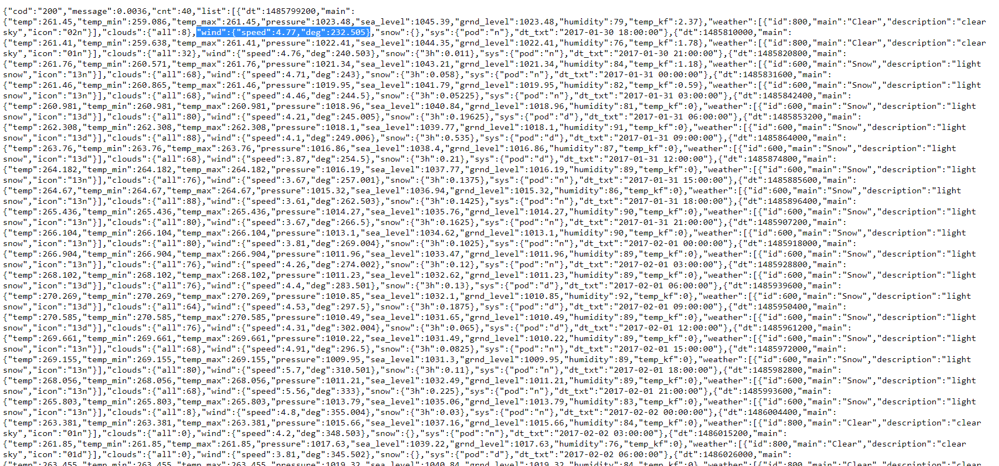 {"cod":"200","message":0.0036,"cnt":40,"list":[{"dt":1485799200,"main":
{"temp":261.45,"temp_min":259.086,"temp_max":261.45,"pressure":1023.48,"sea_level":1045.39,"grnd_level":1023.48,"humidity":79,"temp_kf":2.37},"weather":[{"id":800,"main":"Clear","description":"clear
sky","icon":"02n"}],"clouds":{"all":8},"wind":{"speed":4.77,"deg":232.505},"snow":{},"sys":{"pod":"n"},"dt_txt":"2017-01-30 18:00:00"},{"dt":1485810000,"main":
{"temp":261.41,"temp_min":259.638,"temp_max":261.41,"pressure":1022.41,"sea_level":1044.35,"grnd_level":1022.41,"humidity":76,"temp_kf":1.78},"weather":[{"id":800,"main":"Clear","description":"clear
sky","icon":"01n"}],"clouds":{"all":32},"wind":{"speed":4.76,"deg":240.503},"snow":{"3h":0.011},"sys":{"pod":"n"},"dt_txt":"2017-01-30 21:00:00"},{"dt":1485820800,"main":
{"temp":261.76,"temp_min":260.571,"temp_max":261.76,"pressure":1021.34,"sea_level":1043.21,"grnd_level":1021.34,"humidity":84,"temp_kf":1.18},"weather":[{"id":600,"main":"Snow","description":"light
snow","icon":"13n"}],"clouds":{"all":68},"wind":{"speed":4.71,"deg":243},"snow":{"3h":0.058},"sys":{"pod":"n"},"dt_txt":"2017-01-31 00:00:00"},{"dt":1485831600,"main":
{"temp":261.46,"temp_min":260.865,"temp_max":261.46,"pressure":1019.95,"sea_level":1041.79,"grnd_level":1019.95,"humidity":82,"temp_kf":0.59},"weather":[{"id":600,"main":"Snow","description":"light
snow","icon":"13n"}],"clouds":{"all":68},"wind":{"speed":4.46,"deg":244.5},"snow":{"3h":0.05225},"sys":{"pod":"n"},"dt_txt":"2017-01-31 03:00:00"},{"dt":1485842400,"main":
{"temp":260.981,"temp_min":260.981,"temp_max":260.981,"pressure":1018.96,"sea_level":1040.84,"grnd_level":1018.96,"humidity":81,"temp_kf":0},"weather":[{"id":600,"main":"Snow","description":"light
snow","icon":"13d"}],"clouds":{"all":80},"wind":{"speed":4.21,"deg":245.005},"snow":{"3h":0.19625},"sys":{"pod":"d"},"dt_txt":"2017-01-31 06:00:00"},{"dt":1485853200,"main":
{"temp":262.308,"temp_min":262.308,"temp_max":262.308,"pressure":1018.1,"sea_level":1039.77,"grnd_level":1018.1,"humidity":91,"temp_kf":0},"weather":[{"id":600,"main":"Snow","description":"light
snow","icon":"13d"}],"clouds":{"all":88},"wind":{"speed":4.1,"deg":249.006},"snow":{"3h":0.535},"sys":{"pod":"d"},"dt_txt":"2017-01-31 09:00:00"},{"dt":1485864000,"main":
{"temp":263.76,"temp_min":263.76,"temp_max":263.76,"pressure":1016.86,"sea_level":1038.4,"grnd_level":1016.86,"humidity":87,"temp_kf":0},"weather":[{"id":600,"main":"Snow","description":"light
snow","icon":"13d"}],"clouds":{"all":68},"wind":{"speed":3.87,"deg":254.5},"snow":{"3h":0.21},"sys":{"pod":"d"},"dt_txt":"2017-01-31 12:00:00"},{"dt":1485874800,"main":
{"temp":264.182,"temp_min":264.182,"temp_max":264.182,"pressure":1016.19,"sea_level":1037.77,"grnd_level":1016.19,"humidity":89,"temp_kf":0},"weather":[{"id":600,"main":"Snow","description":"light
snow","icon":"13n"}],"clouds":{"all":76},"wind":{"speed":3.67,"deg":257.001},"snow":{"3h":0.1375},"sys":{"pod":"n"},"dt_txt":"2017-01-31 15:00:00"},{"dt":1485885600,"main":
{"temp":264.67,"temp_min":264.67,"temp_max":264.67,"pressure":1015.32,"sea_level":1036.94,"grnd_level":1015.32,"humidity":86,"temp_kf":0},"weather":[{"id":600,"main":"Snow","description":"light
snow","icon":"13n"}],"clouds":{"all":88},"wind":{"speed":3.61,"deg":262.503},"snow":{"3h":0.1425},"sys":{"pod":"n"},"dt_txt":"2017-01-31 18:00:00"},{"dt":1485896400,"main":
{"temp":265.436,"temp_min":265.436,"temp_max":265.436,"pressure":1014.27,"sea_level":1035.76,"grnd_level":1014.27,"humidity":90,"temp_kf":0},"weather":[{"id":600,"main":"Snow","description":"light
snow","icon":"13n"}],"clouds":{"all":80},"wind":{"speed":3.67,"deg":266.5},"snow":{"3h":0.1625},"sys":{"pod":"n"},"dt_txt":"2017-01-31 21:00:00"},{"dt":1485907200,"main":
{"temp":266.104,"temp_min":266.104,"temp_max":266.104,"pressure":1013.1,"sea_level":1034.62,"grnd_level":1013.1,"humidity":90,"temp_kf":0},"weather":[{"id":600,"main":"Snow","description":"light
snow","icon":"13n"}],"clouds":{"all":80},"wind":{"speed":3.81,"deg":269.004},"snow":{"3h":0.1025},"sys":{"pod":"n"},"dt_txt":"2017-02-01 00:00:00"},{"dt":1485918000,"main":
{"temp":266.904,"temp_min":266.904,"temp_max":266.904,"pressure":1011.96,"sea_level":1033.47,"grnd_level":1011.96,"humidity":89,"temp_kf":0},"weather":[{"id":600,"main":"Snow","description":"light
snow","icon":"13n"}],"clouds":{"all":76},"wind":{"speed":4.26,"deg":274.002},"snow":{"3h":0.12},"sys":{"pod":"n"},"dt_txt":"2017-02-01 03:00:00"},{"dt":1485928800,"main":
{"temp":268.102,"temp_min":268.102,"temp_max":268.102,"pressure":1011.23,"sea_level":1032.62,"grnd_level":1011.23,"humidity":89,"temp_kf":0},"weather":[{"id":600,"main":"Snow","description":"light
snow","icon":"13d"}],"clouds":{"all":76},"wind":{"speed":4.4,"deg":283.501},"snow":{"3h":0.13},"sys":{"pod":"d"},"dt_txt":"2017-02-01 06:00:00"},{"dt":1485939600,"main":
{"temp":270.269,"temp_min":270.269,"temp_max":270.269,"pressure":1010.85,"sea_level":1032.1,"grnd_level":1010.85,"humidity":92,"temp_kf":0},"weather":[{"id":600,"main":"Snow","description":"light
snow","icon":"13d"}],"clouds":{"all":64},"wind":{"speed":4.53,"deg":297.5},"snow":{"3h":0.1875},"sys":{"pod":"d"},"dt_txt":"2017-02-01 09:00:00"},{"dt":1485950400,"main":
{"temp":270.585,"temp_min":270.585,"temp_max":270.585,"pressure":1010.49,"sea_level":1031.65,"grnd_level":1010.49,"humidity":89,"temp_kf":0},"weather":[{"id":600,"main":"Snow","description":"light
snow","icon":"13d"}],"clouds":{"all":76},"wind":{"speed":4.31,"deg":302.004},"snow":{"3h":0.065},"sys":{"pod":"d"},"dt_txt":"2017-02-01 12:00:00"},{"dt":1485961200,"main":
{"temp":269.661,"temp_min":269.661,"temp_max":269.661,"pressure":1010.22,"sea_level":1031.49,"grnd_level":1010.22,"humidity":89,"temp_kf":0},"weather":[{"id":600,"main":"Snow","description":"light
snow","icon":"13n"}],"clouds":{"all":68},"wind":{"speed":4.91,"deg":296.5},"snow":{"3h":0.0825},"sys":{"pod":"n"},"dt_txt":"2017-02-01 15:00:00"},{"dt":1485972000,"main":
{"temp":269.155,"temp_min":269.155,"temp_max":269.155,"pressure":1009.95,"sea_level":1031.3,"grnd_level":1009.95,"humidity":89,"temp_kf":0},"weather":[{"id":600,"main":"Snow","description":"light
snow","icon":"13n"}],"clouds":{"all":80},"wind":{"speed":5.7,"deg":310.501},"snow":{"3h":0.11},"sys":{"pod":"n"},"dt_txt":"2017-02-01 18:00:00"},{"dt":1485982800,"main":
{"temp":268.056,"temp_min":268.056,"temp_max":268.056,"pressure":1011.21,"sea_level":1032.49,"grnd_level":1011.21,"humidity":89,"temp_kf":0},"weather":[{"id":600,"main":"Snow","description":"light
snow","icon":"13n"}],"clouds":{"all":68},"wind":{"speed":5.56,"deg":333},"snow":{"3h":0.225},"sys":{"pod":"n"},"dt_txt":"2017-02-01 21:00:00"},{"dt":1485993600,"main":
{"temp":265.803,"temp_min":265.803,"temp_max":265.803,"pressure":1013.79,"sea_level":1035.06,"grnd_level":1013.79,"humidity":83,"temp_kf":0},"weather":[{"id":600,"main":"Snow","description":"light
snow","icon":"13n"}],"clouds":{"all":8},"wind":{"speed":4.8,"deg":355.004},"snow":{"3h":0.03},"sys":{"pod":"n"},"dt_txt":"2017-02-02 00:00:00"},{"dt":1486004400,"main":
{"temp":263.381,"temp_min":263.381,"temp_max":263.381,"pressure":1015.66,"sea_level":1037.16,"grnd_level":1015.66,"humidity":84,"temp_kf":0},"weather":[{"id":800,"main":"Clear","description":"clear
sky","icon":"01n"}],"clouds":{"all":0},"wind":{"speed":4.2,"deg":348.503},"snow":{},"sys":{"pod":"n"},"dt_txt":"2017-02-02 03:00:00"},{"dt":1486015200,"main":
{"temp":261.85,"temp_min":261.85,"temp_max":261.85,"pressure":1017.63,"sea_level":1039.22,"grnd_level":1017.63,"humidity":76,"temp_kf":0},"weather":[{"id":800,"main":"Clear","description":"clear
sky","icon":"01d"}],"clouds":{"all":0},"wind":{"speed":3.81,"deg":345.502},"snow":{},"sys":{"pod":"d"},"dt_txt":"2017-02-02 06:00:00"},{"dt":1486026000,"main":
{"temp":263.455,"temp_min":263.455,"temp_max":263.455,"pressure":1019.32,"sea_level":1040.84,"grnd_level":1019.32,"humidity":84,"temp_kf":0},"weather":[{"id":800,"main":"Clear","description":"clear